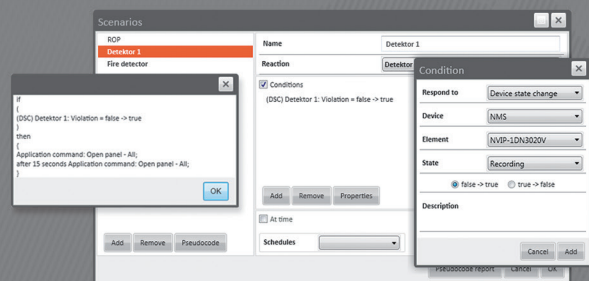 Scenarios
ROP
Detektor 1
Fire detector
Name
Detektor 1
Reaction
Detektor
Conditions
(DSC) Detektor 1: Violation = false -> true
Add
Remove
Properties
At time
Schedules
Add
Remove
Pseudocode
Pseudocode report
Cancel
OK
if
(
(DSC) Detektor 1: Violation = false -> true
)
then
{
Application command: Open panel - All;
after 15 seconds Application command: Open panel - All;
}
OK
Condition
Respond to
Device state change
Device
NMS
Element
NVIP-1DN3020V
State
Recording
false -> true
true -> false
Description
Cancel
Add